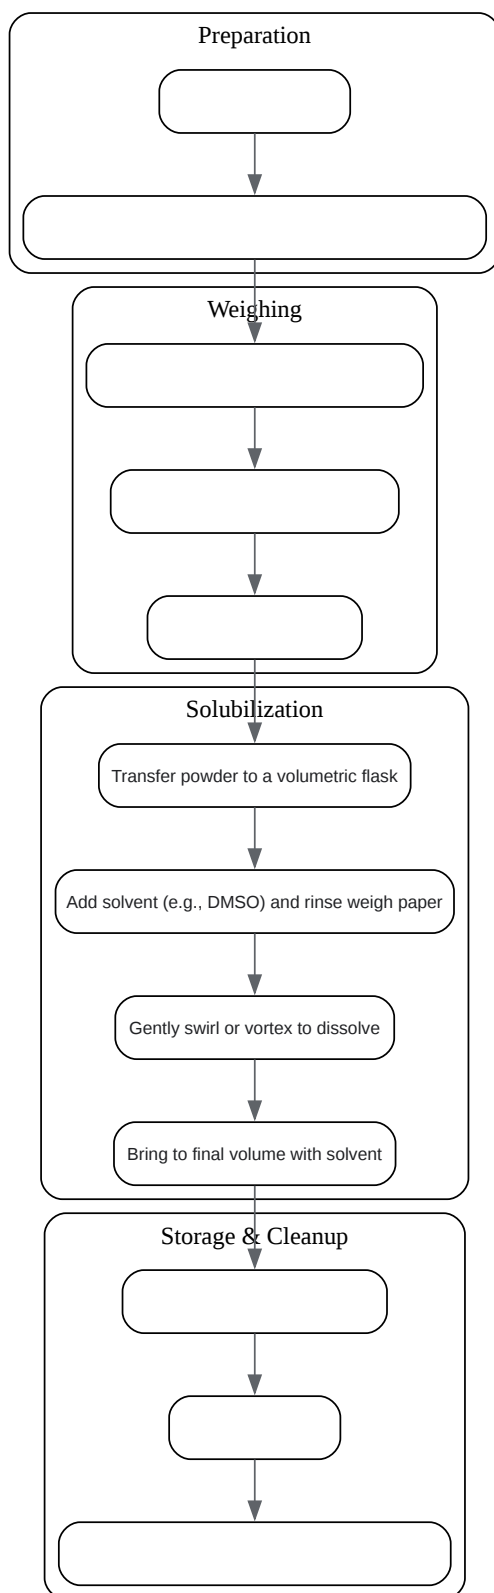 Preparation
Weighing
Solubilization
Transfer powder to a volumetric flask
Add solvent (e.g., DMSO) and rinse weigh paper
Gently swirl or vortex to dissolve
Bring to final volume with solvent
Storage & Cleanup